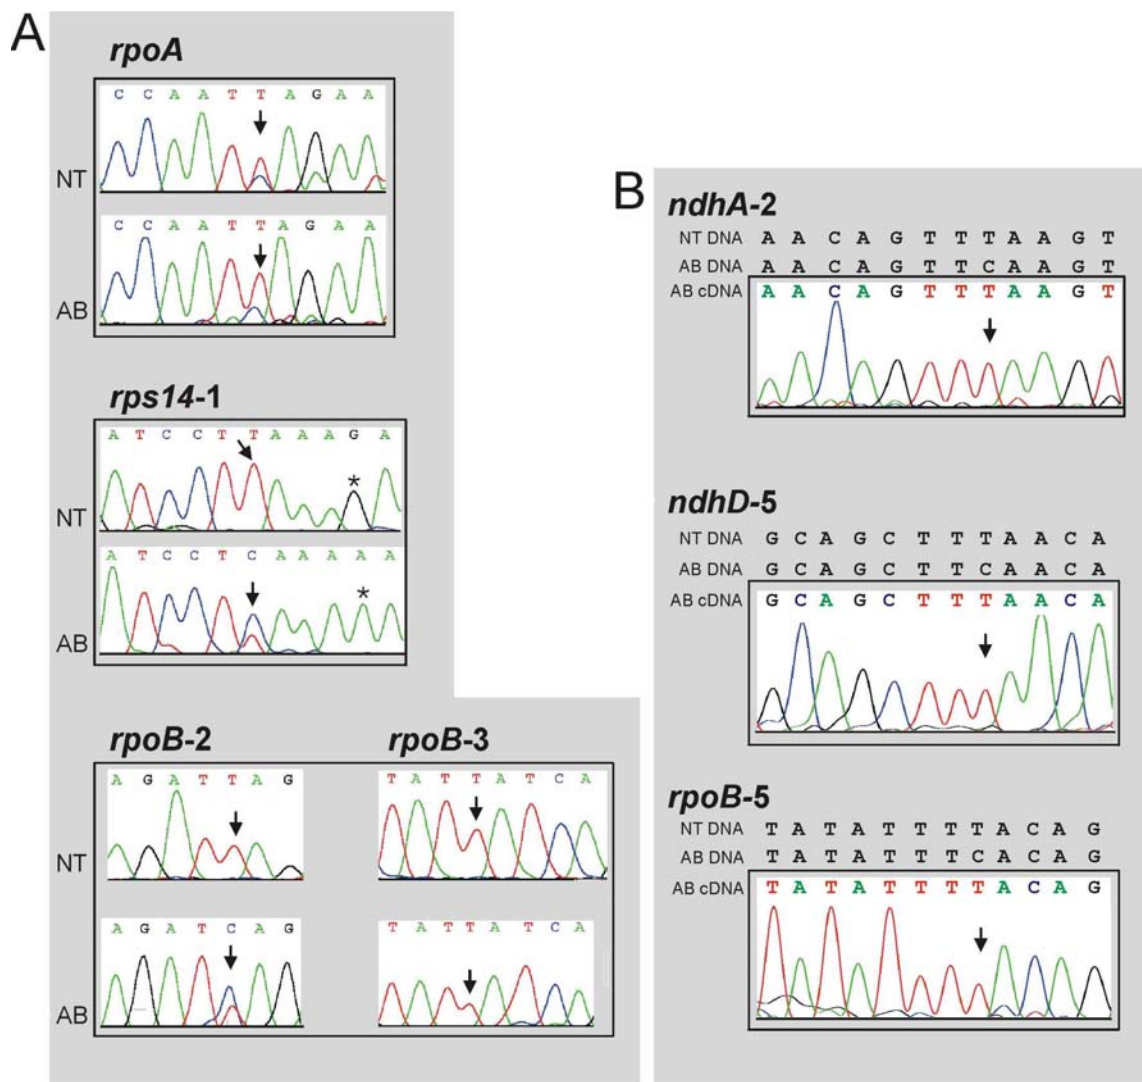 A
rpoA
C C A A T T A G A A
NT
C C A A T T A G A A
AB
rps14-1
A T C C T T A A A G A
*
NT
A T C C T C A A A A A
*
AB
rpoB-2 rpoB-3
A G A T T A G T A T T A T C A
NT
A G A T C A G T A T T A T C A
AB
B
ndhA-2
NT DNA A A C A G T T T A A G T
AB DNA A A C A G T T C A A G T
AB cDNA A A C A G T T T A A G T
ndhD-5
NT DNA G C A G C T T T A A C A
AB DNA G C A G C T T C A A C A
AB cDNA G C A G C T T T A A C A
rpoB-5
NT DNA T A T A T T T T A C A G
AB DNA T A T A T T T C A C A G
AB cDNA T A T A T T T T A C A G